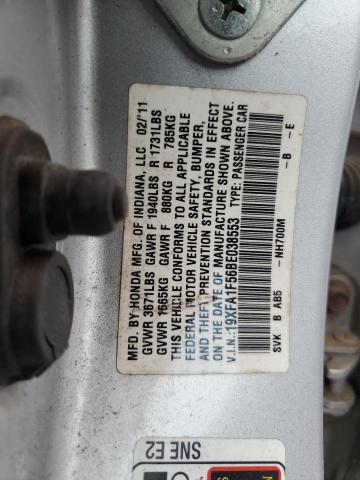 MFD. BY HONDA MFG. OF INDIANA, LLC 02/'11
GVWR 3671LBS GAWR F 1940LBS R 1731LBS
GVWR 1665KG GAWR F 880KG R 785KG
THIS VEHICLE CONFORMS TO ALL APPLICABLE
FEDERAL MOTOR VEHICLE SAFETY, BUMPER,
AND THEFT PREVENTION STANDARDS IN EFFECT
ON THE DATE OF MANUFACTURE SHOWN ABOVE.
V.I.N.:19XFA1F56BE038553 TYPE: PASSENGER CAR
SVK B AB5 -NH700M -B -E
SNE E2